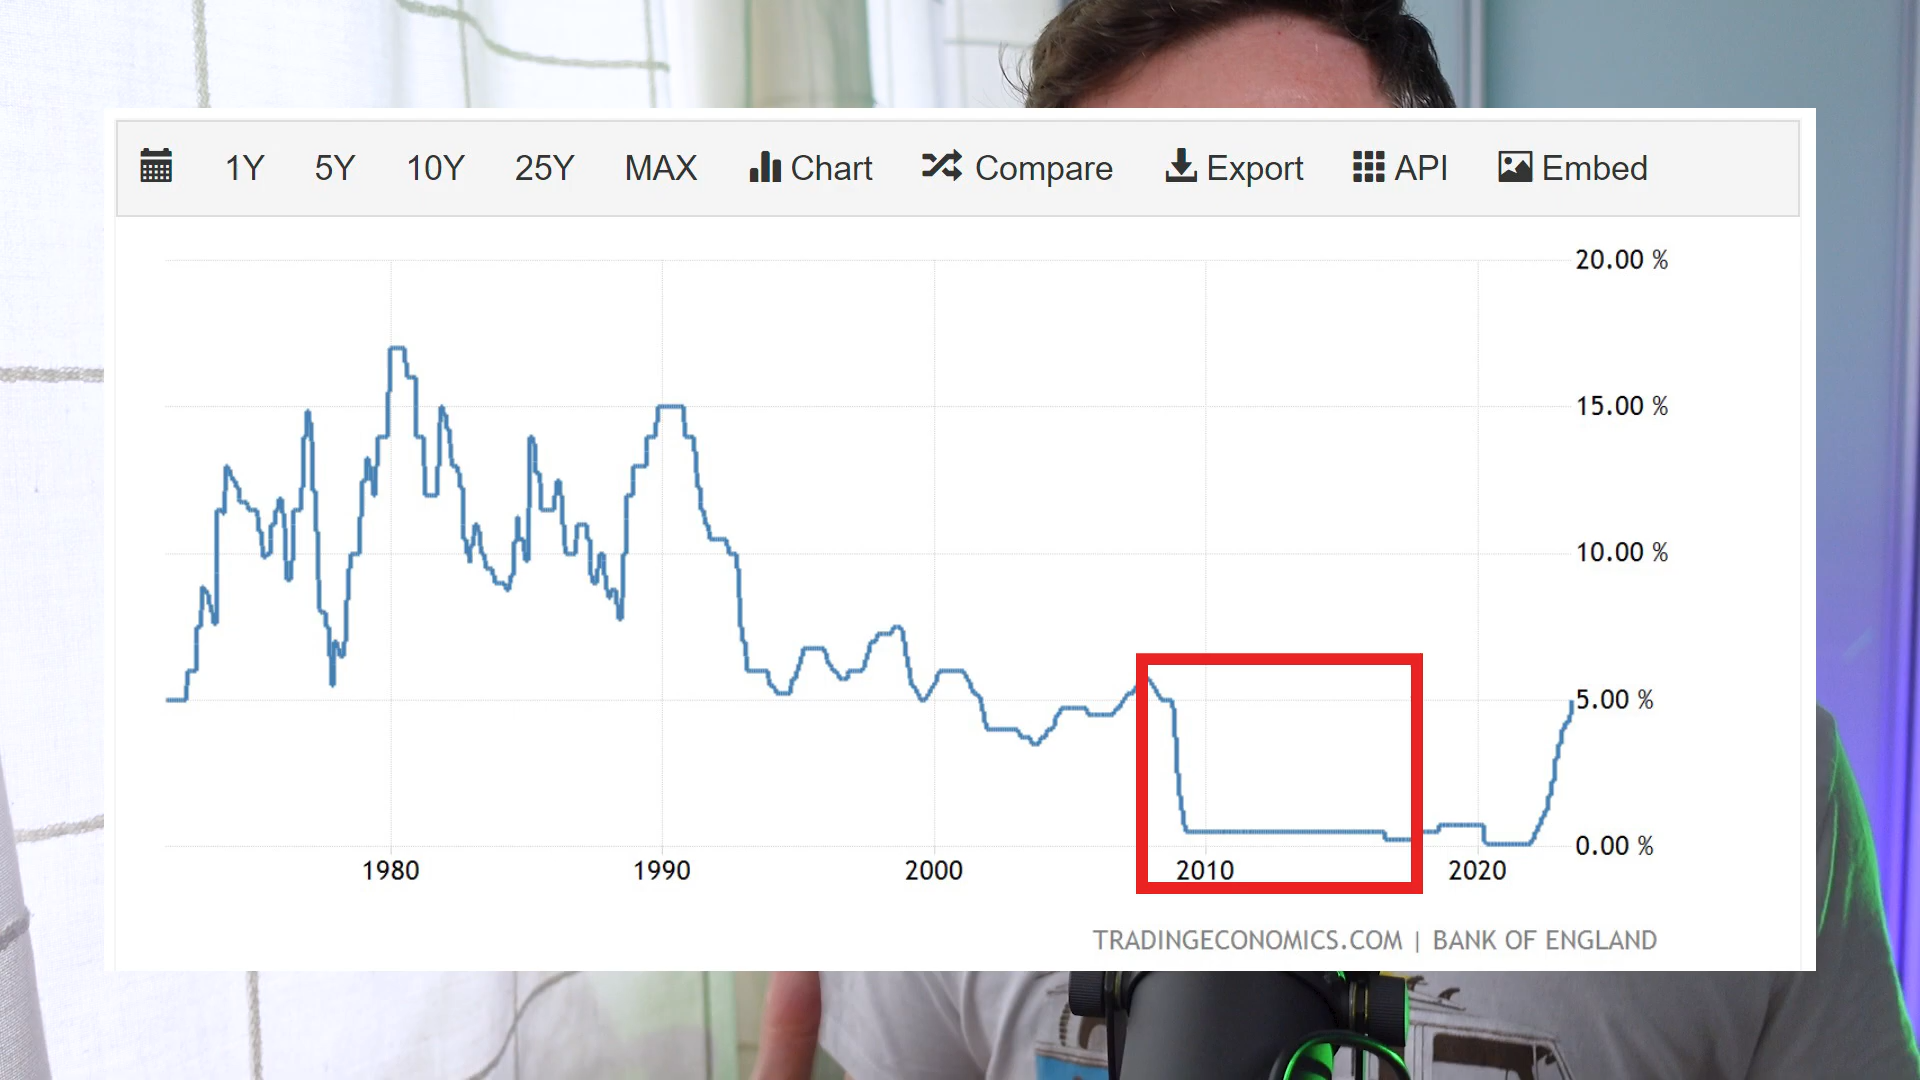 1Y 5Y 10Y 25Y MAX Chart Compare Export API Embed
20.00 %
15.00 %
10.00 %
5.00 %
0.00 %
1980 1990 2000 2010 2020
TRADINGECONOMICS.COM | BANK OF ENGLAND